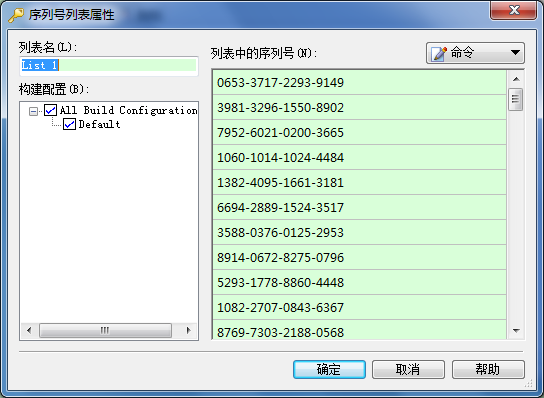 序列号列表属性
列表名(L):
List 1
构建配置(B):
All Build Configuration
Default
列表中的序列号(N):
命令
0653-3717-2293-9149
3981-3296-1550-8902
7952-6021-0200-3665
1060-1014-1024-4484
1382-4095-1661-3181
6694-2889-1524-3517
3588-0376-0125-2953
8914-0672-8275-0796
5293-1778-8860-4448
1082-2707-0843-6367
8769-7303-2188-0568
确定
取消
帮助